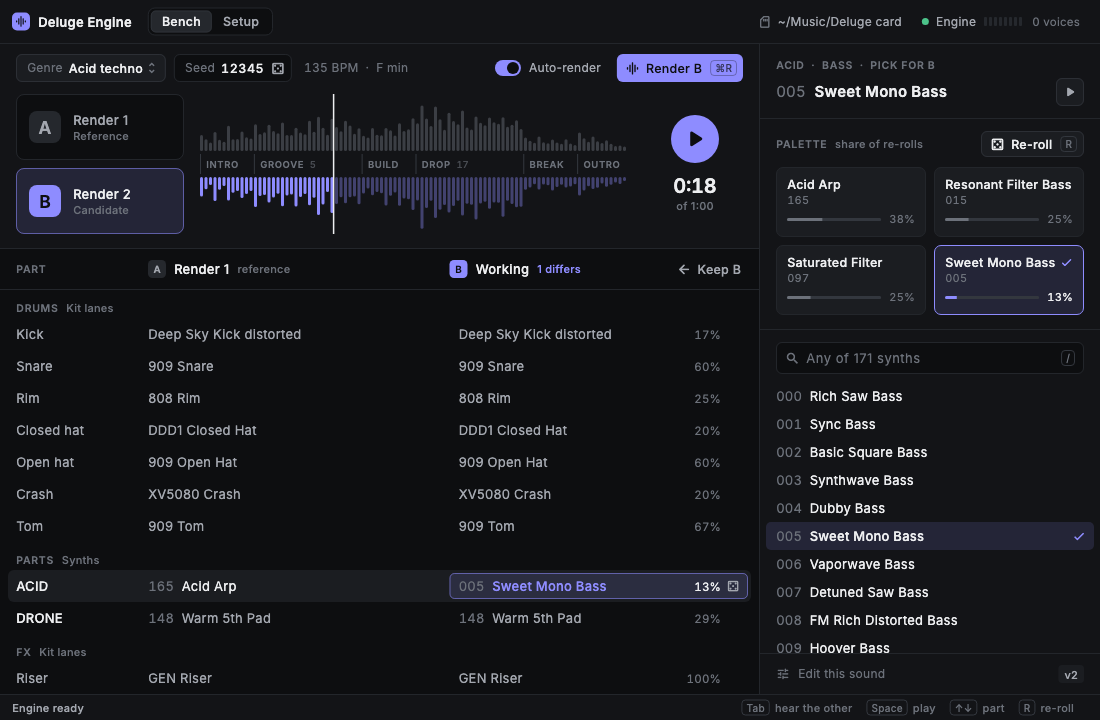 Deluge Engine Bench Setup ~/Music/Deluge card Engine 0 voices
Genre Acid techno Seed 12345 135 BPM · F min Auto-render Render B ⌘R
A Render 1
Reference
B Render 2
Candidate
INTRO GROOVE 5 BUILD DROP 17 BREAK OUTRO
0:18
of 1:00
PART A Render 1 reference B Working 1 differs ← Keep B
DRUMS Kit lanes
Kick Deep Sky Kick distorted Deep Sky Kick distorted 17%
Snare 909 Snare 909 Snare 60%
Rim 808 Rim 808 Rim 25%
Closed hat DDD1 Closed Hat DDD1 Closed Hat 20%
Open hat 909 Open Hat 909 Open Hat 60%
Crash XV5080 Crash XV5080 Crash 20%
Tom 909 Tom 909 Tom 67%
PARTS Synths
ACID 165 Acid Arp 005 Sweet Mono Bass 13%
DRONE 148 Warm 5th Pad 148 Warm 5th Pad 29%
FX Kit lanes
Riser GEN Riser GEN Riser 100%
ACID · BASS · PICK FOR B
005 Sweet Mono Bass
PALETTE share of re-rolls Re-roll R
Acid Arp
165
38%
Resonant Filter Bass
015
25%
Saturated Filter
097
25%
Sweet Mono Bass
005
13%
Any of 171 synths /
000 Rich Saw Bass
001 Sync Bass
002 Basic Square Bass
003 Synthwave Bass
004 Dubby Bass
005 Sweet Mono Bass
006 Vaporwave Bass
007 Detuned Saw Bass
008 FM Rich Distorted Bass
009 Hoover Bass
Edit this sound v2
Engine ready Tab hear the other Space play ↑↓ part R re-roll